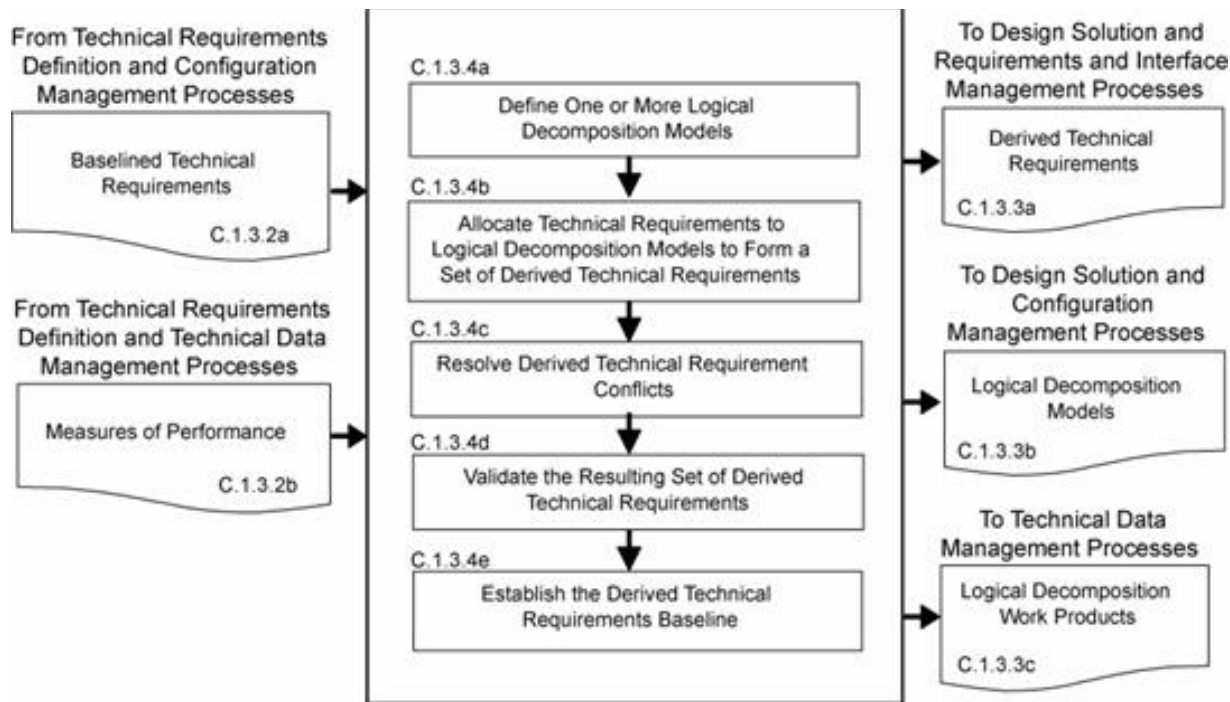 From Technical Requirements
Definition and Configuration
Management Processes
Baselined Technical
Requirements
C.1.3.2a
From Technical Requirements
Definition and Technical Data
Management Processes
Measures of Performance
C.1.3.2b
C.1.3.4a
Define One or More Logical
Decomposition Models
C.1.3.4b
Allocate Technical Requirements to
Logical Decomposition Models to Form a
Set of Derived Technical Requirements
C.1.3.4c
Resolve Derived Technical Requirement
Conflicts
C.1.3.4d
Validate the Resulting Set of Derived
Technical Requirements
C.1.3.4e
Establish the Derived Technical
Requirements Baseline
To Design Solution and
Requirements and Interface
Management Processes
Derived Technical
Requirements
C.1.3.3a
To Design Solution and
Configuration
Management Processes
Logical Decomposition
Models
C.1.3.3b
To Technical Data
Management Processes
Logical Decomposition
Work Products
C.1.3.3c